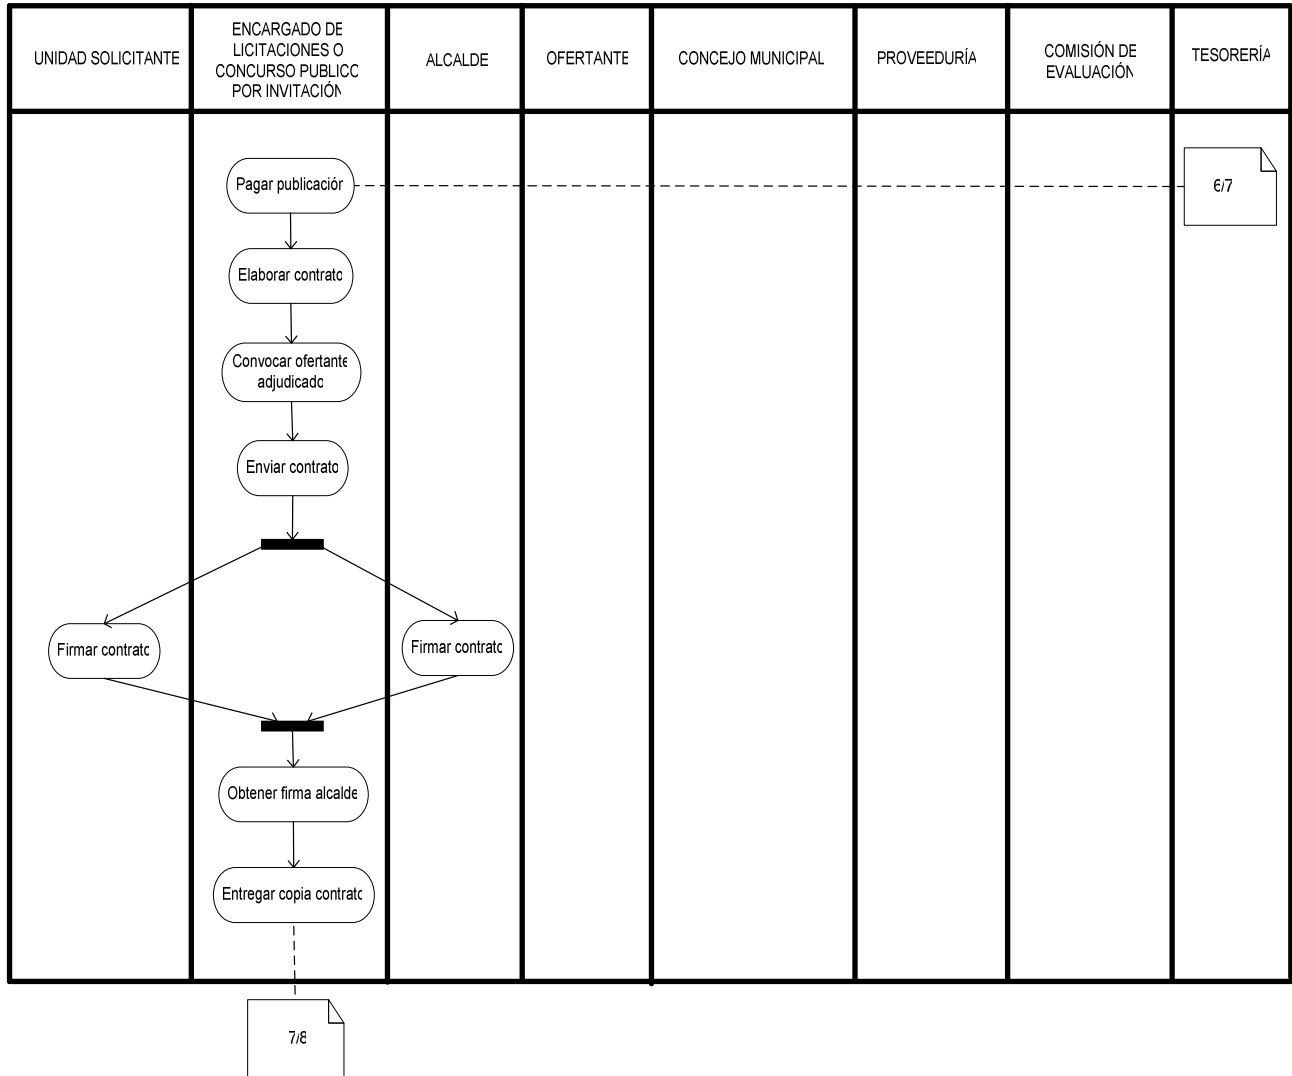 UNIDAD SOLICITANTE
ENCARGADO DE
LICITACIONES O
CONCURSO PUBLICO
POR INVITACIÓN
ALCALDE
OFERTANTE
CONCEJO MUNICIPAL
PROVEEDURÍA
COMISIÓN DE
EVALUACIÓN
TESORERÍA
Pagar publicación
6/7
Elaborar contrato
Convocar ofertante
adjudicado
Enviar contrato
Firmar contrato
Firmar contrato
Obtener firma alcalde
Entregar copia contrato
7/8